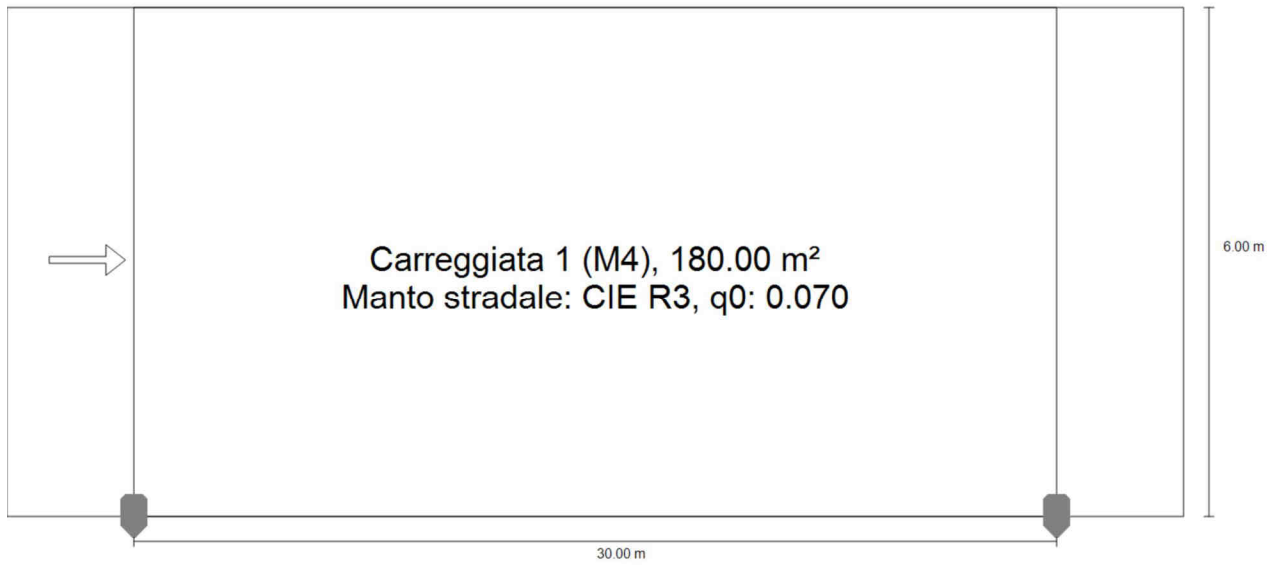 Carreggiata 1 (M4), 180.00 m²
Manto stradale: CIE R3, q0: 0.070
6.00 m
30.00 m